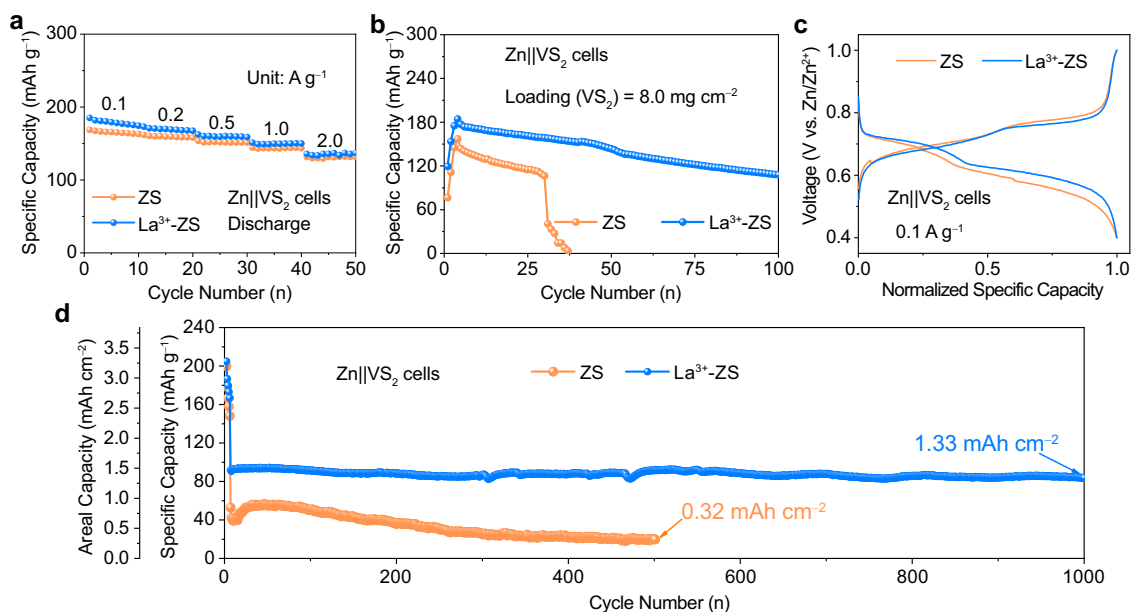 a
Specific Capacity (mAh g⁻¹)
300
250
200
150
100
50
0
Unit: A g⁻¹
0.1
0.2
0.5
1.0
2.0
ZS
La³⁺-ZS
Zn||VS₂ cells
Discharge
0 10 20 30 40 50
Cycle Number (n)
b
Specific Capacity (mAh g⁻¹)
300
240
180
120
60
0
Zn||VS₂ cells
Loading (VS₂) = 8.0 mg cm⁻²
ZS
La³⁺-ZS
0 25 50 75 100
Cycle Number (n)
c
Voltage (V vs. Zn/Zn²⁺)
1.0
0.8
0.6
0.4
ZS
La³⁺-ZS
Zn||VS₂ cells
0.1 A g⁻¹
0.0 0.5 1.0
Normalized Specific Capacity
d
Areal Capacity (mAh cm⁻²)
3.5
3.0
2.5
2.0
1.5
1.0
0.5
0.0
Specific Capacity (mAh g⁻¹)
240
200
160
120
80
40
0
Zn||VS₂ cells
ZS
La³⁺-ZS
1.33 mAh cm⁻²
0.32 mAh cm⁻²
0 200 400 600 800 1000
Cycle Number (n)